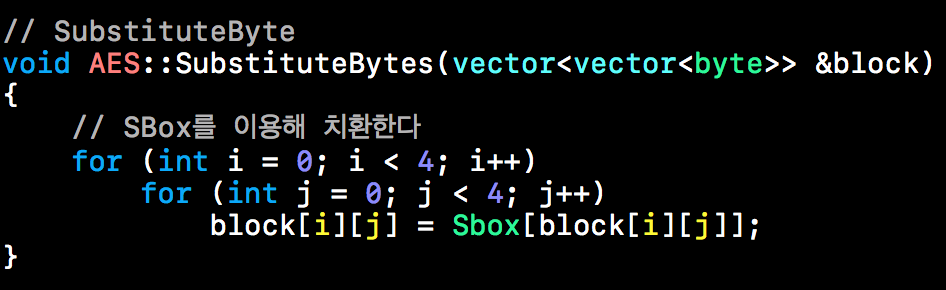 // SubstituteByte
void AES::SubstituteBytes(vector<vector<byte>> &block)
{
    // SBox를 이용해 치환한다
    for (int i = 0; i < 4; i++)
        for (int j = 0; j < 4; j++)
            block[i][j] = Sbox[block[i][j]];
}